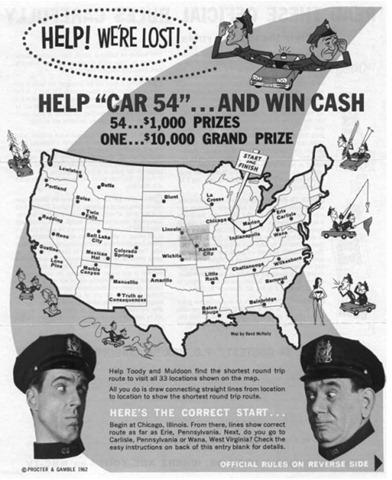 HELP! WE'RE LOST!
HELP "CAR 54"...AND WIN CASH
54...$1,000 PRIZES
ONE...$10,000 GRAND PRIZE
START
AND
FINISH
Lewiston
Portland
Butte
Boise
Twin
Falls
Redding
Reno
Salt Lake
City
Gustine
Lone
Pine
Mexican
Hat
Marble
Canyon
Colorado
Springs
Manuelito
Truth or
Consequences
Amarillo
Blunt
Lincoln
Wichita
Kansas
City
La
Crosse
Chicago
Indianapolis
Marion
Erie
Carlisle
Wana
Wilkesboro
Chattanooga
Barnwell
Bainbridge
Little
Rock
Baton
Rouge
Map by Rand McNally
Help Toody and Muldoon find the shortest round trip
route to visit all 33 locations shown on the map.
All you do is draw connecting straight lines from location
to location to show the shortest round trip route.
HERE'S THE CORRECT START...
Begin at Chicago, Illinois. From there, lines show correct
route as far as Erie, Pennsylvania. Next, do you go to
Carlisle, Pennsylvania or Wana, West Virginia? Check the
easy instructions on back of this entry blank for details.
© PROCTER & GAMBLE 1962
OFFICIAL RULES ON REVERSE SIDE